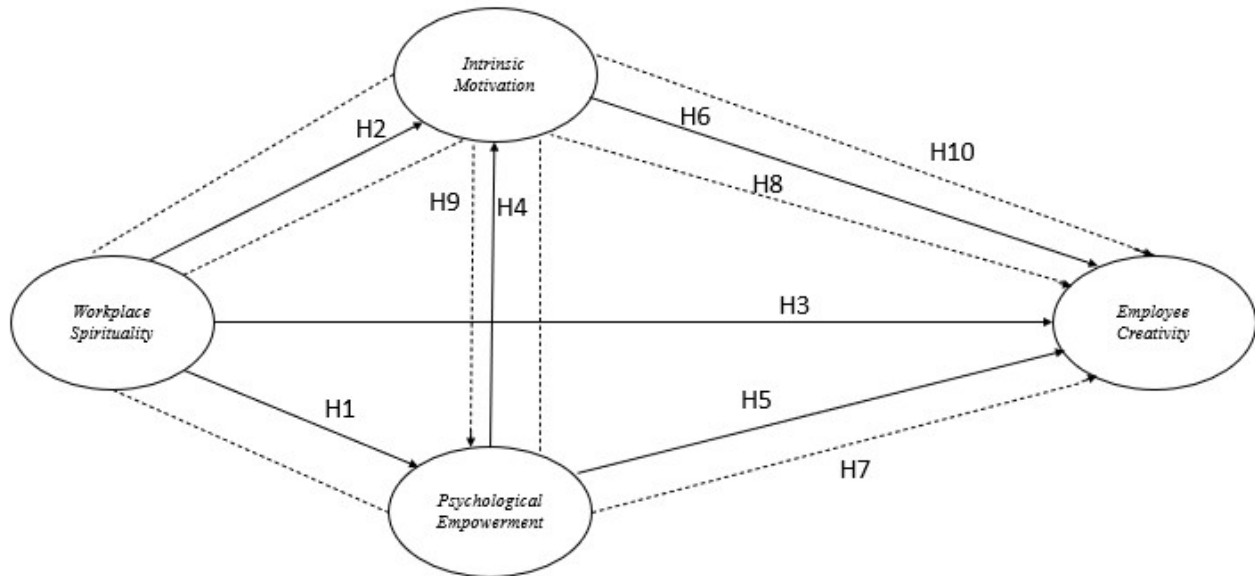 Intrinsic
Motivation
H2
H6
H10
H8
H9
H4
Workplace
Spirituality
H3
Employee
Creativity
H1
H5
H7
Psychological
Empowerment